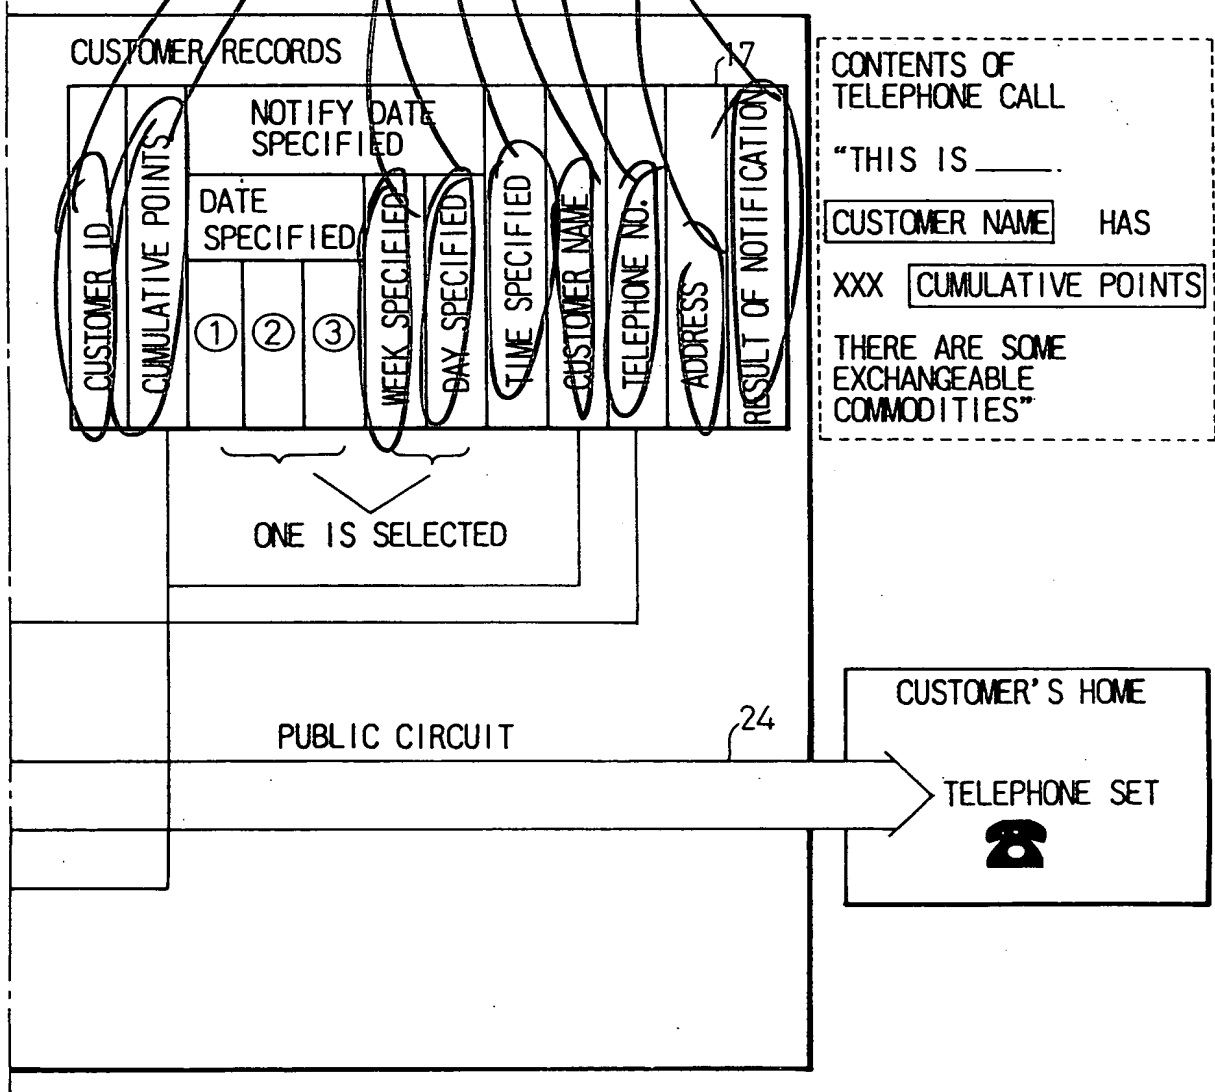 CUSTOMER RECORDS
17
NOTIFY DATE
SPECIFIED
DATE
SPECIFIED
CUSTOMER ID
CUMULATIVE POINTS
①
②
③
WEEK SPECIFIED
DAY SPECIFIED
TIME SPECIFIED
CUSTOMER NAME
TELEPHONE NO.
ADDRESS
RESULT OF NOTIFICATION
ONE IS SELECTED
CONTENTS OF
TELEPHONE CALL
“THIS IS _____.
CUSTOMER NAME HAS
XXX CUMULATIVE POINTS
THERE ARE SOME
EXCHANGEABLE
COMMODITIES”
PUBLIC CIRCUIT
24
CUSTOMER'S HOME
TELEPHONE SET